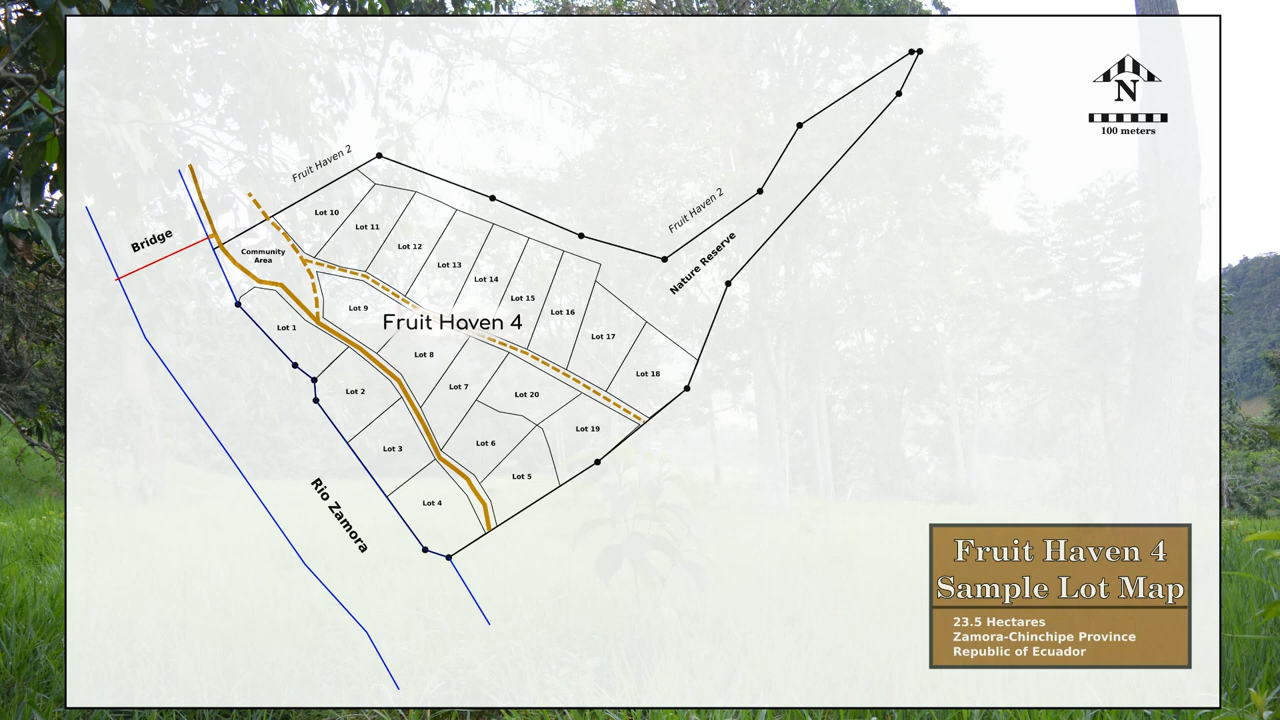 N
100 meters
Fruit Haven 2
Fruit Haven 2
Nature Reserve
Bridge
Community
Area
Lot 10
Lot 11
Lot 12
Lot 13
Lot 14
Lot 15
Lot 16
Lot 17
Lot 18
Lot 9
Fruit Haven 4
Lot 1
Lot 8
Lot 2
Lot 7
Lot 20
Lot 19
Lot 3
Lot 6
Lot 5
Lot 4
Rio Zamora
Fruit Haven 4
Sample Lot Map
23.5 Hectares
Zamora-Chinchipe Province
Republic of Ecuador